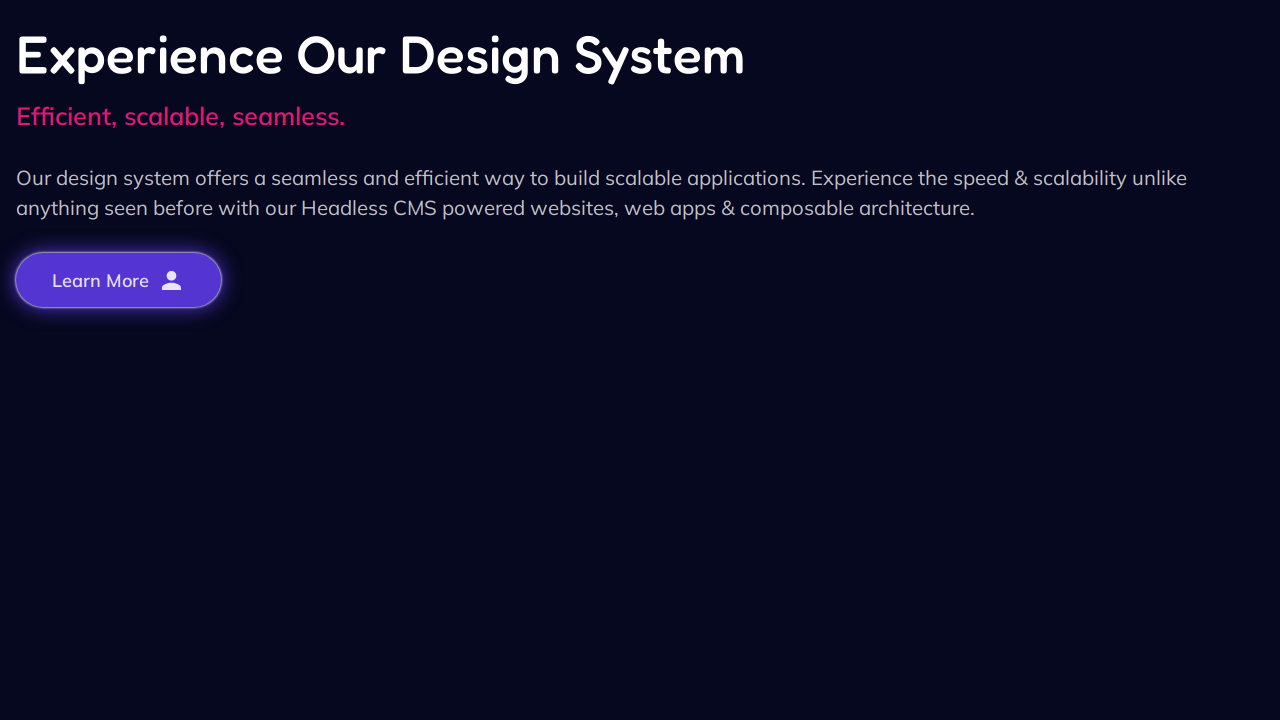 Experience Our Design System
Efficient, scalable, seamless.
Our design system offers a seamless and efficient way to build scalable applications. Experience the speed & scalability unlike
anything seen before with our Headless CMS powered websites, web apps & composable architecture.
Learn More